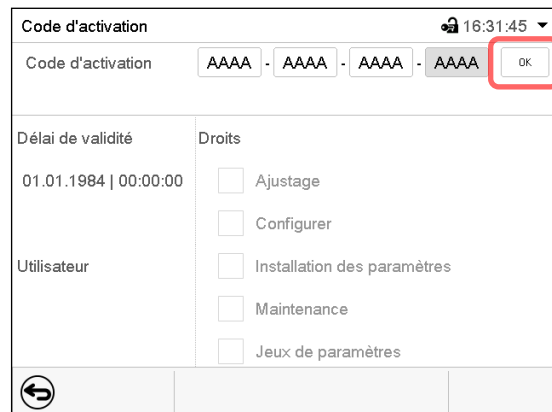 Code d'activation 16:31:45
Code d'activation AAAA - AAAA - AAAA - AAAA OK
Délai de validité Droits
01.01.1984 | 00:00:00 Ajustage
Configurer
Utilisateur Installation des paramètres
Maintenance
Jeux de paramètres